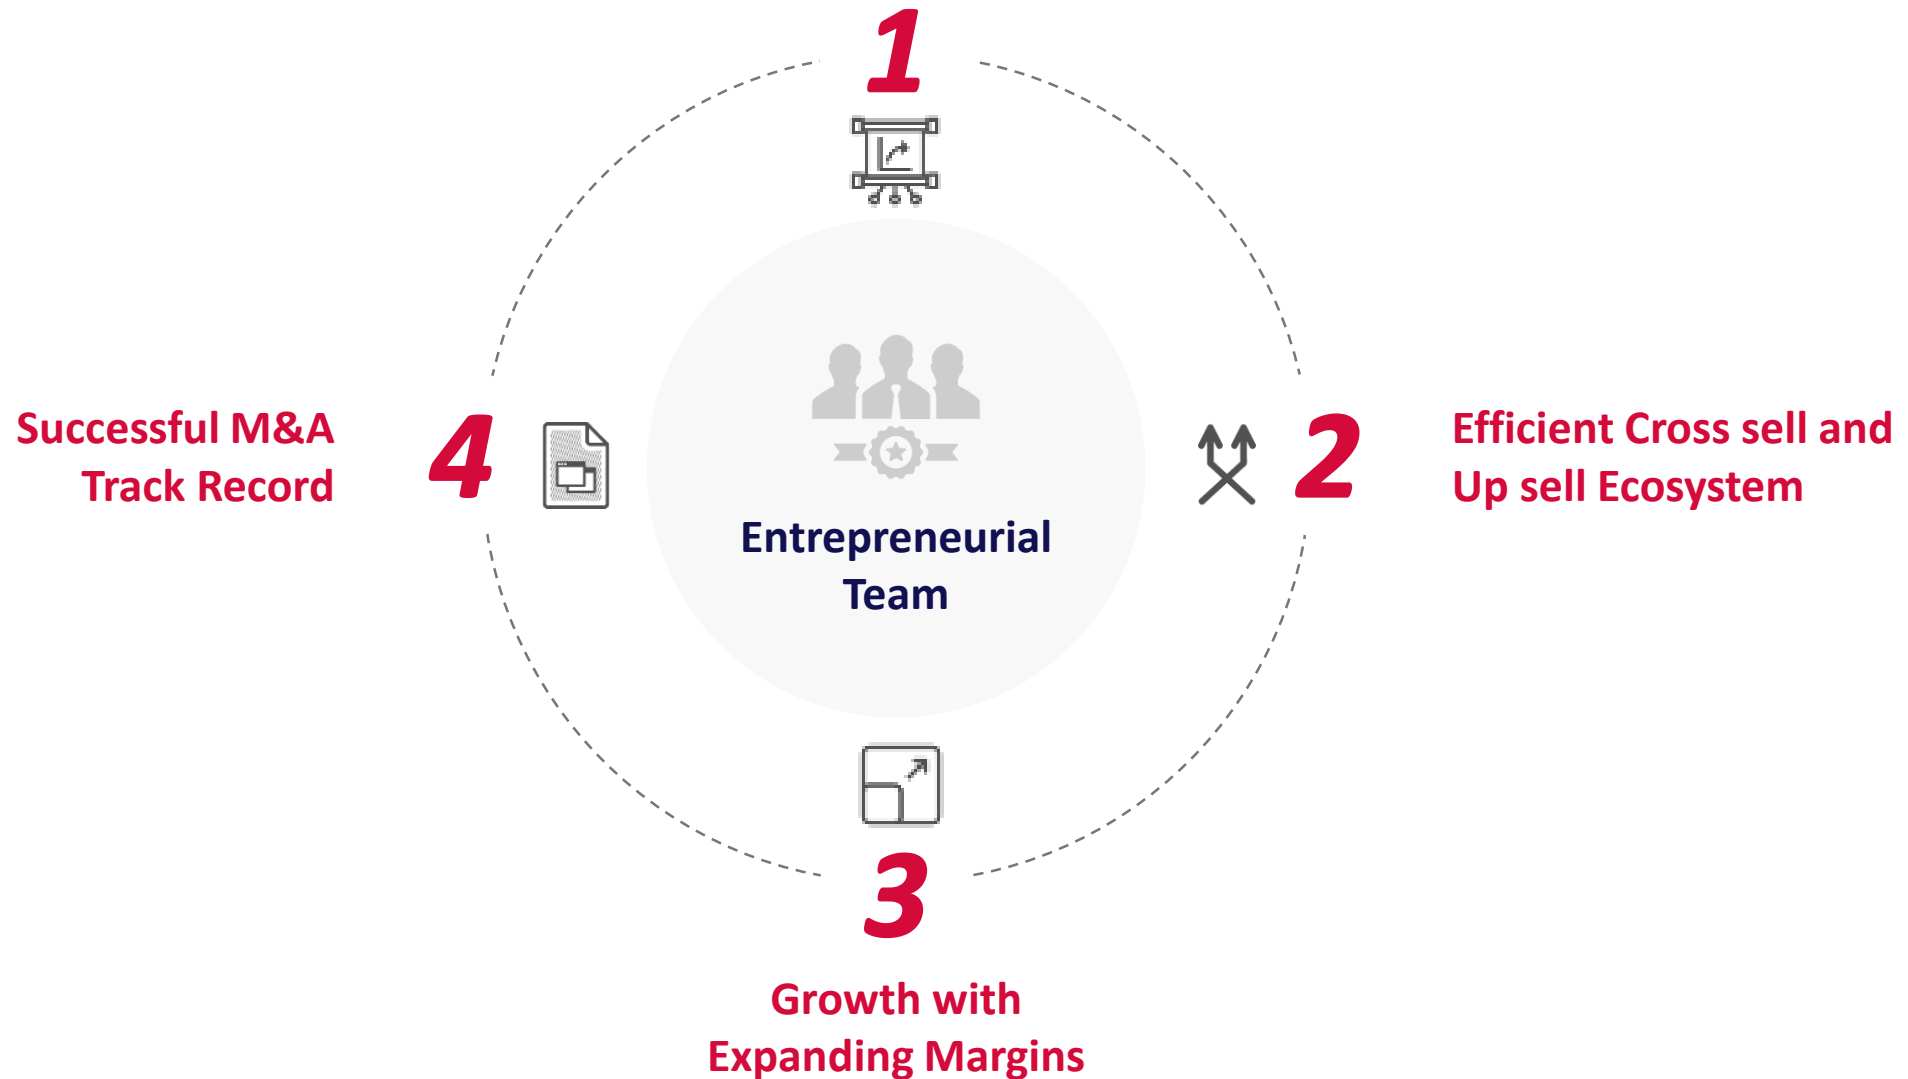 1
Successful M&A
Track Record
4
2
Efficient Cross sell and
Up sell Ecosystem
Entrepreneurial
Team
3
Growth with
Expanding Margins